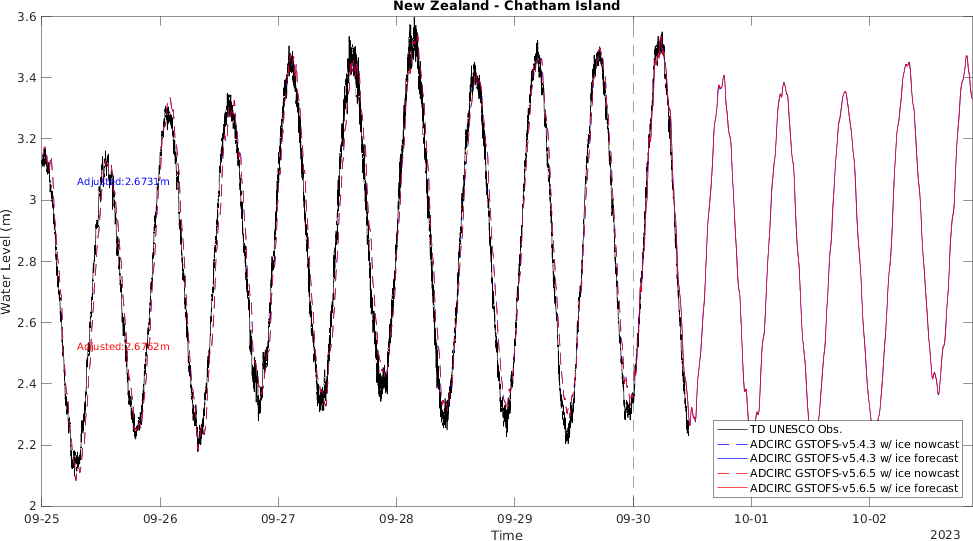 New Zealand - Chatham Island
Water Level (m)
3.6
3.4
3.2
3
2.8
2.6
2.4
2.2
2
Adjusted:2.6731m
Adjusted:2.6762m
TD UNESCO Obs.
ADCIRC GSTOFS-v5.4.3 w/ ice nowcast
ADCIRC GSTOFS-v5.4.3 w/ ice forecast
ADCIRC GSTOFS-v5.6.5 w/ ice nowcast
ADCIRC GSTOFS-v5.6.5 w/ ice forecast
09-25 09-26 09-27 09-28 09-29 09-30 10-01 10-02
Time
2023